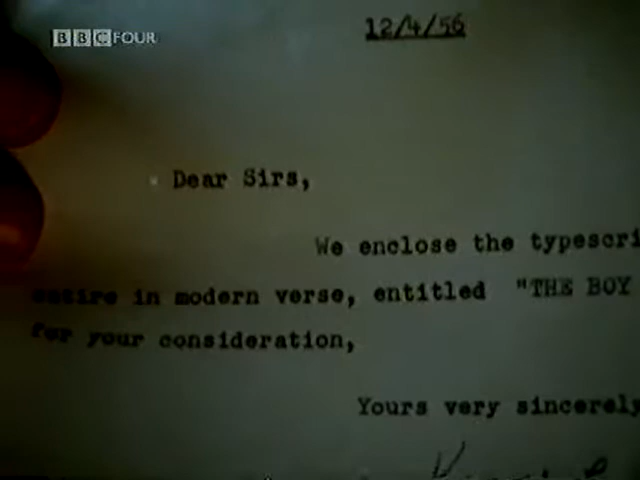 BBC FOUR
12/4/56
Dear Sirs,
We enclose the typescri
entire in modern verse, entitled "THE BOY
for your consideration,
Yours very sincerely